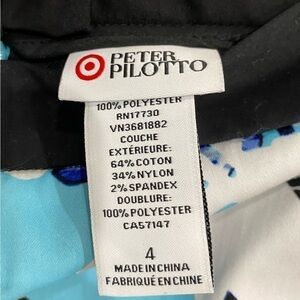 PETER
PILOTTO
100% POLYESTER
RN17730
VN3681882
COUCHE
EXTÉRIEURE:
64% COTON
34% NYLON
2% SPANDEX
DOUBLURE:
100% POLYESTER
CA57147
4
MADE IN CHINA
FABRIQUÉ EN CHINE